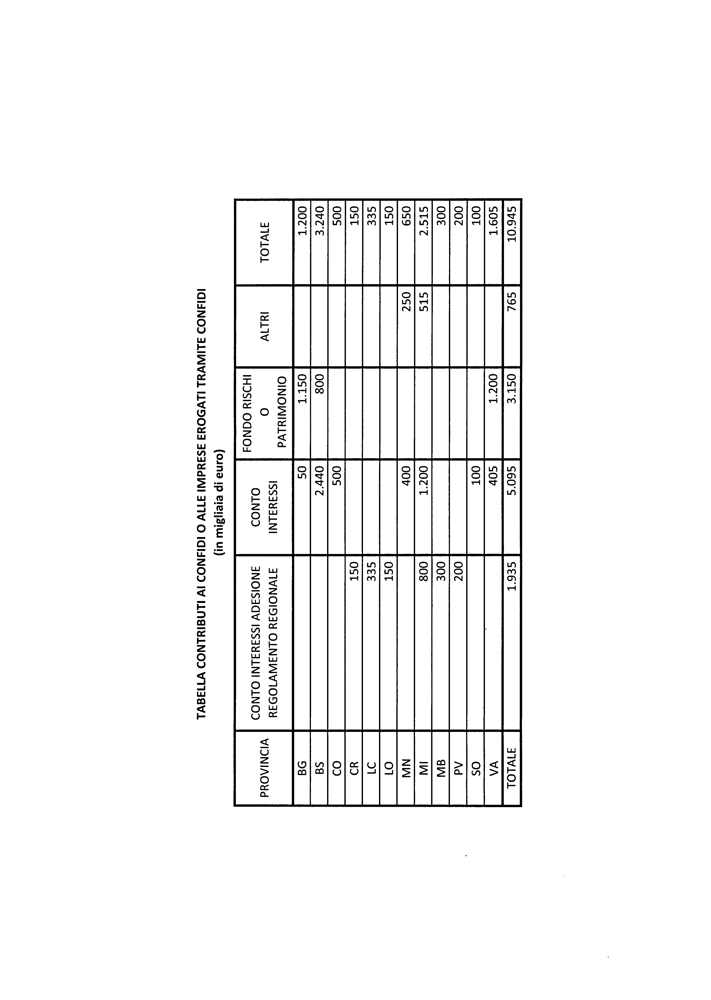 TABELLA CONTRIBUTI AI CONFIDI O ALLE IMPRESE EROGATI TRAMITE CONFIDI
(in migliaia di euro)
PROVINCIA CONTO INTERESSI ADESIONE REGOLAMENTO REGIONALE CONTO INTERESSI FONDO RISCHI O PATRIMONIO ALTRI TOTALE
BG 50 1.150 1.200
BS 2.440 800 3.240
CO 500 500
CR 150 150
LC 335 335
LO 150 150
MN 400 250 650
MI 800 1.200 515 2.515
MB 300 300
PV 200 200
SO 100 100
VA 405 1.200 1.605
TOTALE 1.935 5.095 3.150 765 10.945